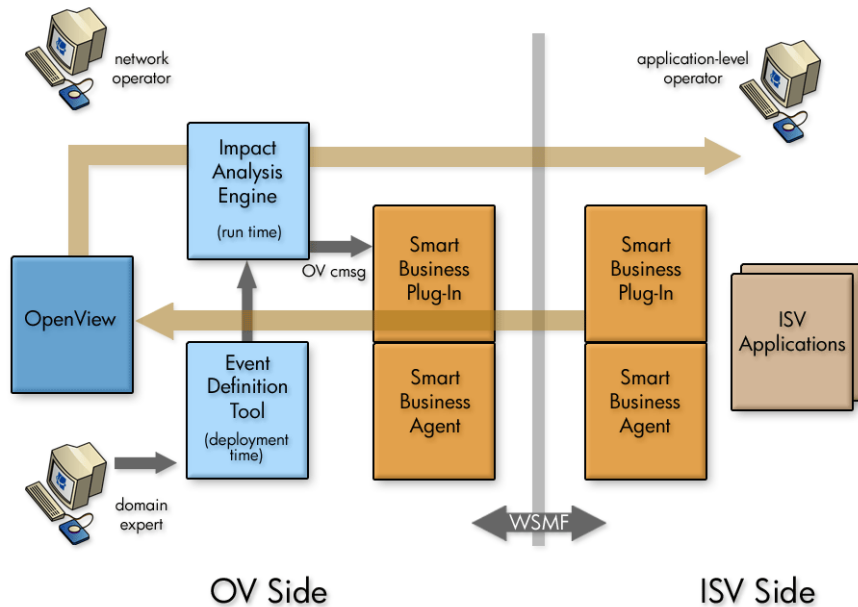 network
operator
application-level
operator
Impact
Analysis
Engine
(run time)
OV cmsg
Smart
Business
Plug-In
Smart
Business
Plug-In
OpenView
ISV
Applications
Event
Definition
Tool
(deployment
time)
Smart
Business
Agent
Smart
Business
Agent
domain
expert
WSMF
OV Side
ISV Side